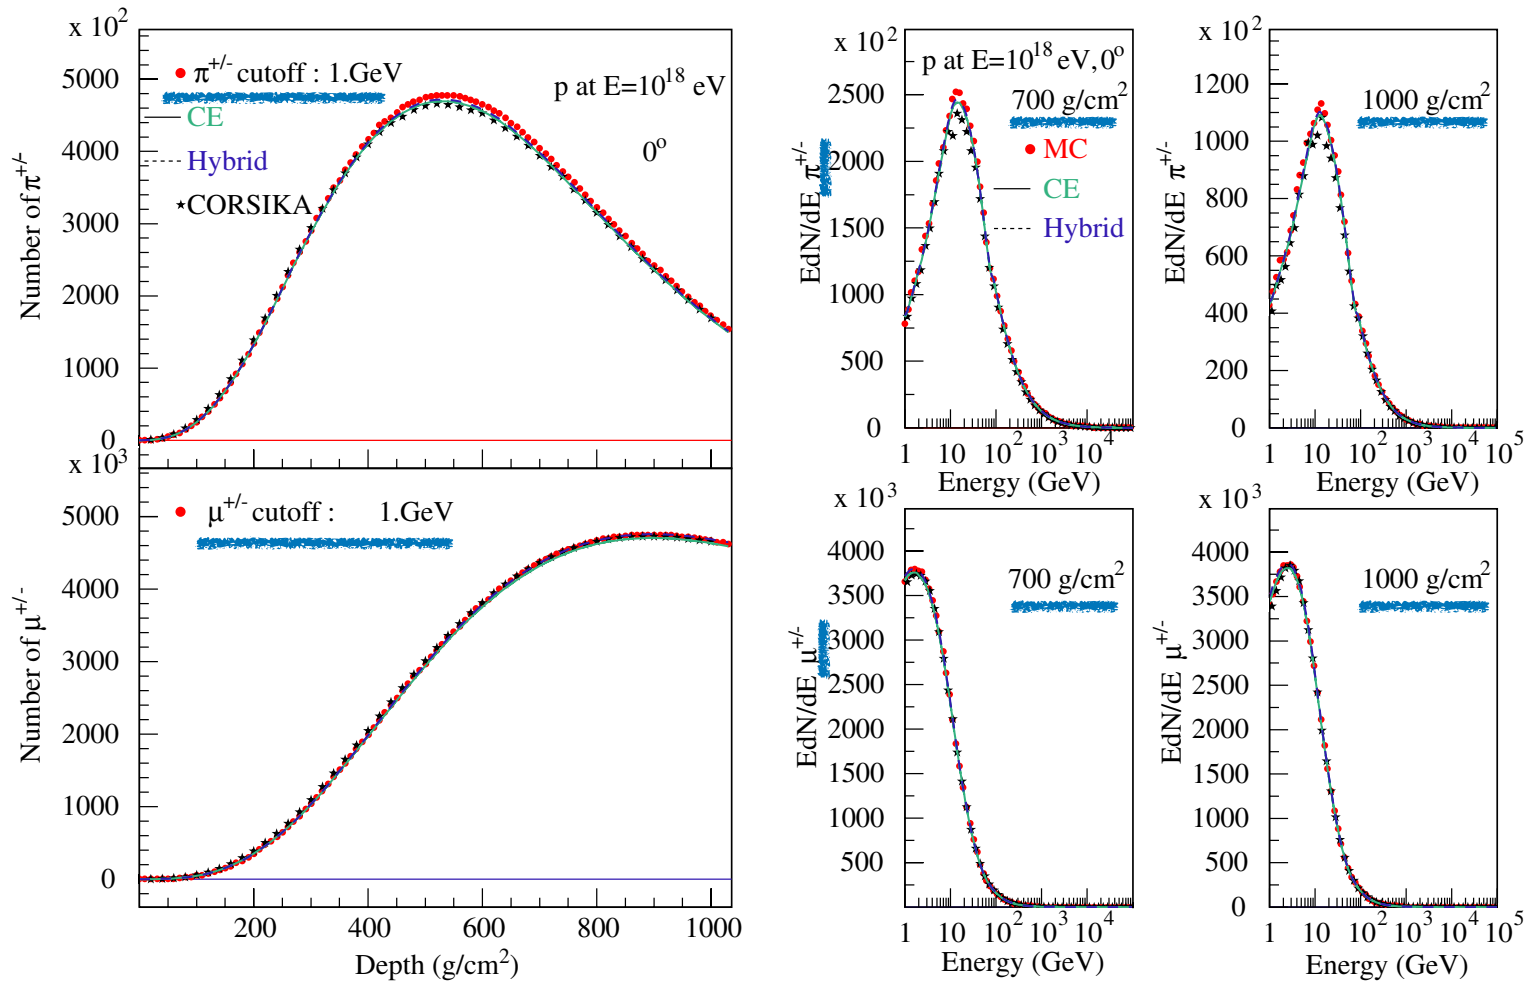 x 10²
π+/- cutoff : 1.GeV
p at E=10¹⁸ eV
0º
CE
Hybrid
★CORSIKA
5000
4000
3000
2000
1000
0
Number of π+/-
x 10³
μ+/- cutoff : 1.GeV
5000
4000
3000
2000
1000
0
Number of μ+/-
200 400 600 800 1000
Depth (g/cm²)
x 10²
p at E=10¹⁸ eV, 0º
700 g/cm²
MC
CE
Hybrid
2500
2000
1500
1000
500
0
EdN/dE π+/-
1 10 10² 10³ 10⁴
Energy (GeV)
x 10²
1000 g/cm²
1200
1000
800
600
400
200
0
EdN/dE π+/-
1 10 10² 10³ 10⁴ 10⁵
Energy (GeV)
x 10³
700 g/cm²
4000
3500
3000
2500
2000
1500
1000
500
EdN/dE μ+/-
1 10 10² 10³ 10⁴
Energy (GeV)
x 10³
1000 g/cm²
4000
3500
3000
2500
2000
1500
1000
500
0
EdN/dE μ+/-
1 10 10² 10³ 10⁴ 10⁵
Energy (GeV)